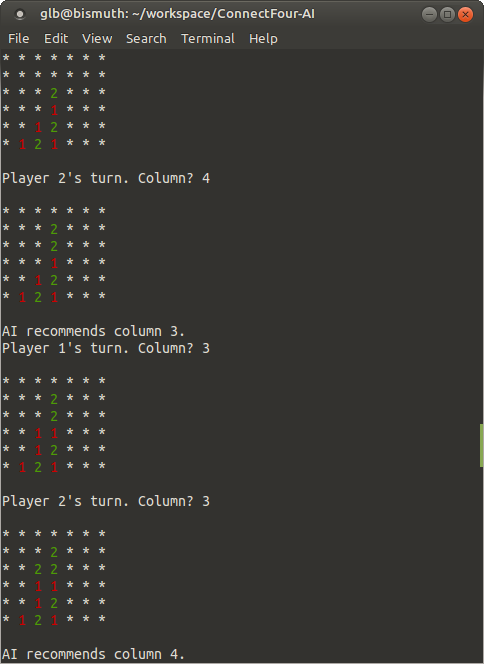 glb@bismuth: ~/workspace/ConnectFour-AI
File Edit View Search Terminal Help
* * * * * * *
* * * * * * *
* * * 2 * * *
* * * 1 * * *
* * 1 2 * * *
* 1 2 1 * * *
Player 2's turn. Column? 4
* * * * * * *
* * * 2 * * *
* * * 2 * * *
* * * 1 * * *
* * 1 2 * * *
* 1 2 1 * * *
AI recommends column 3.
Player 1's turn. Column? 3
* * * * * * *
* * * 2 * * *
* * * 2 * * *
* * 1 1 * * *
* * 1 2 * * *
* 1 2 1 * * *
Player 2's turn. Column? 3
* * * * * * *
* * * 2 * * *
* * 2 2 * * *
* * 1 1 * * *
* * 1 2 * * *
* 1 2 1 * * *
AI recommends column 4.